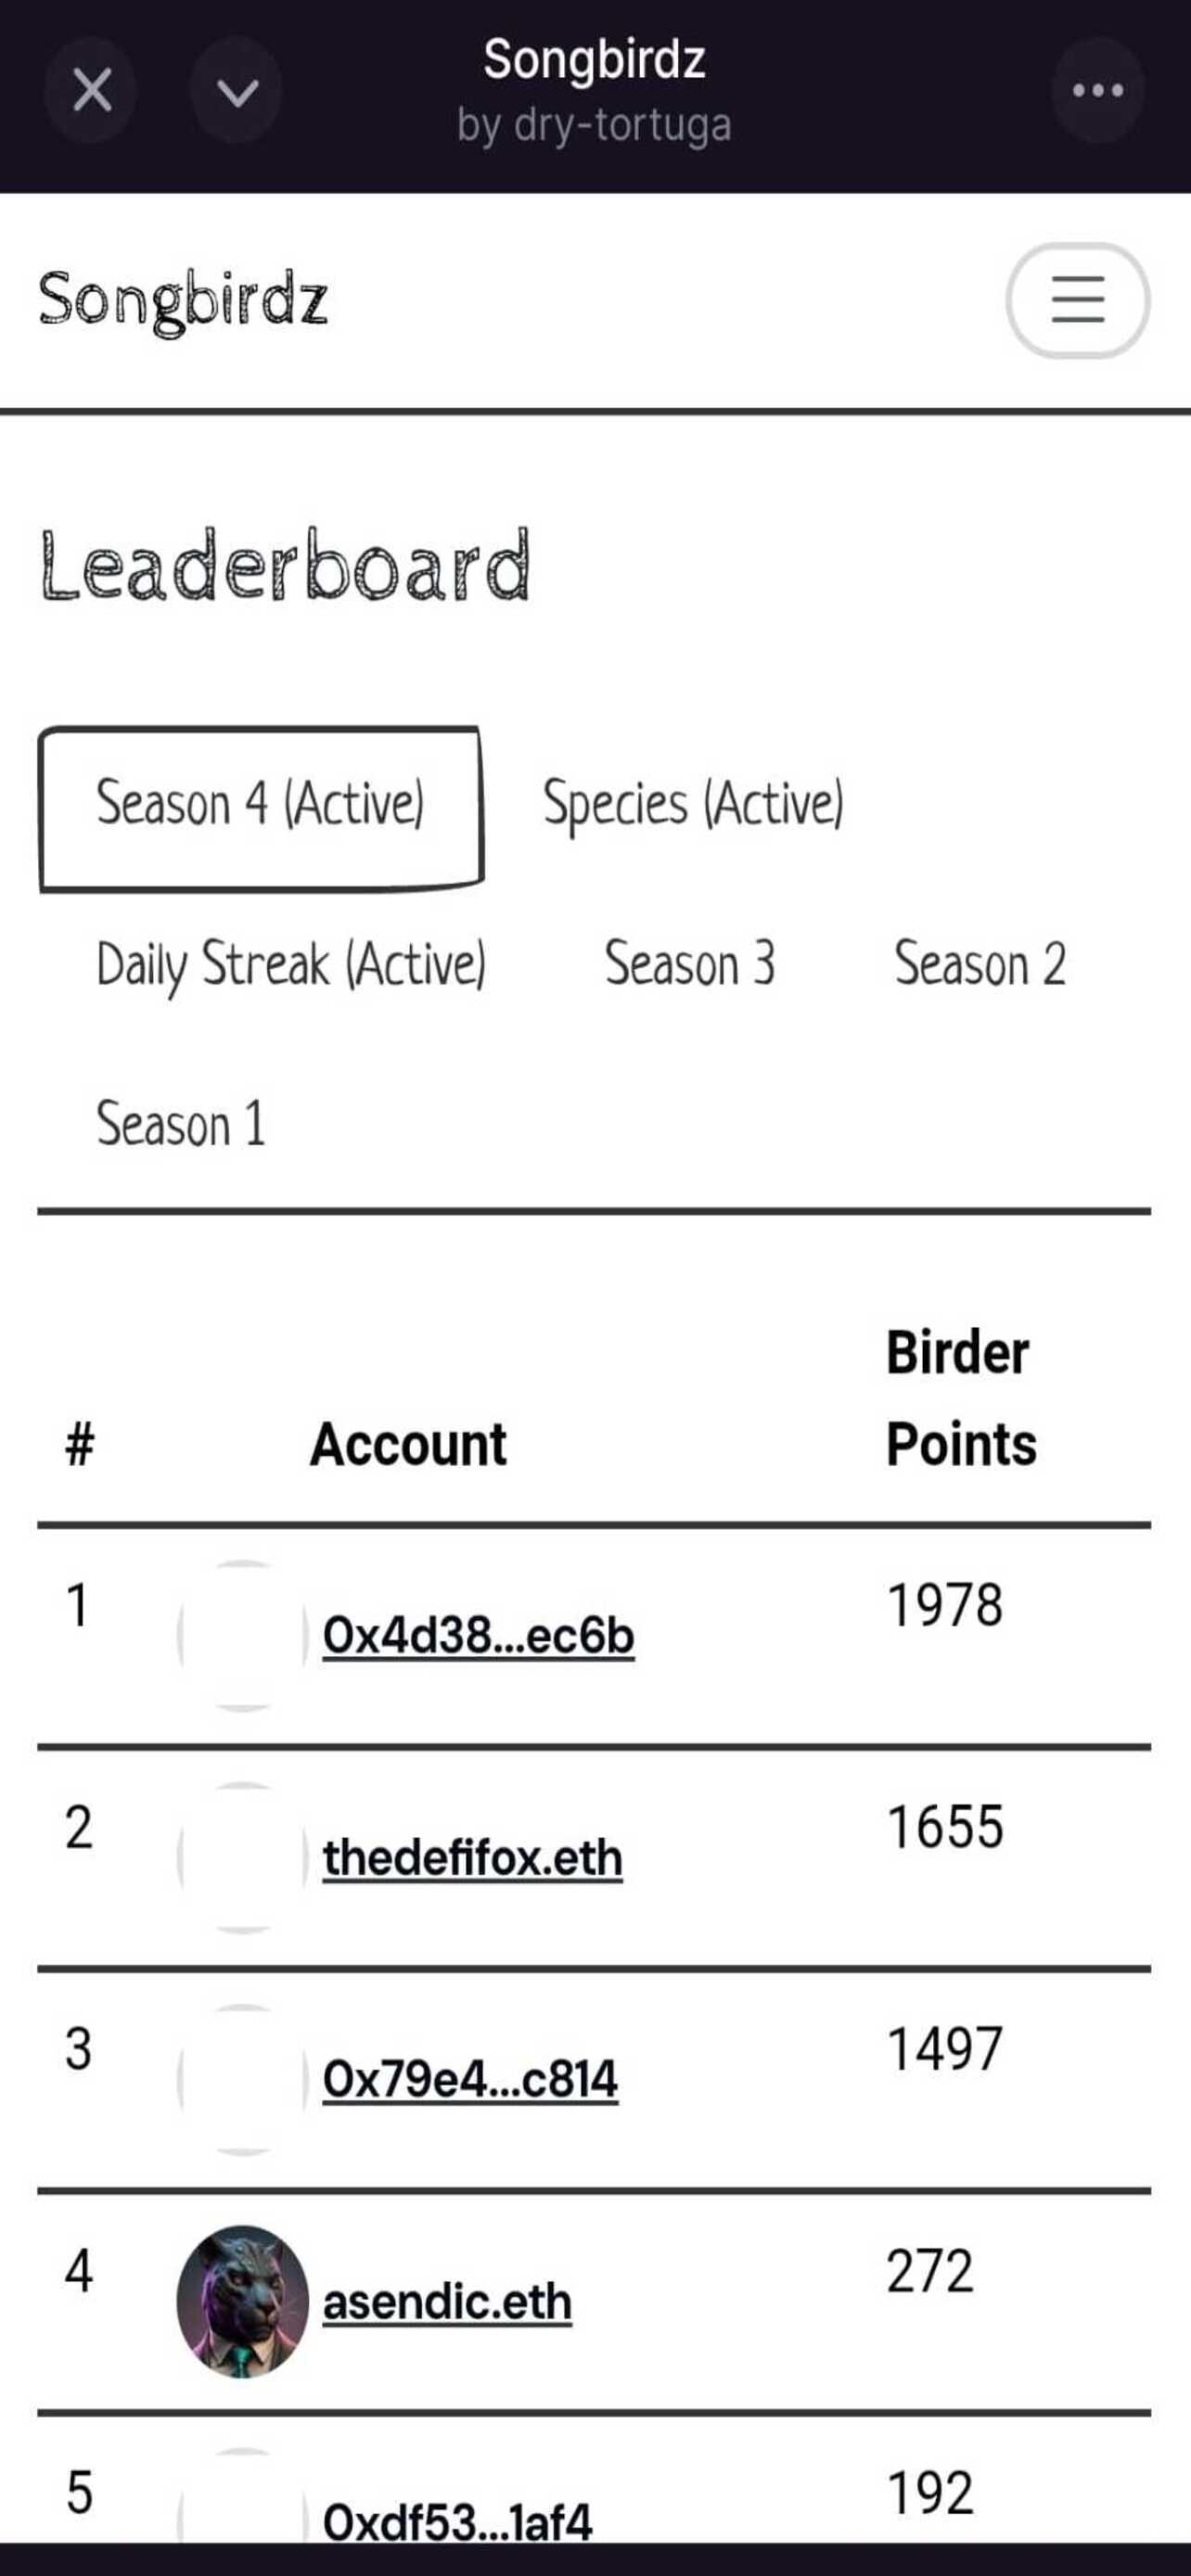 Songbirdz
by dry-tortuga
Songbirdz
Leaderboard
Season 4 (Active) Species (Active)
Daily Streak (Active) Season 3 Season 2
Season 1
# Account Birder Points
1 0x4d38...ec6b 1978
2 thedefifox.eth 1655
3 0x79e4...c814 1497
4 asendic.eth 272
5 0xdf53...1af4 192